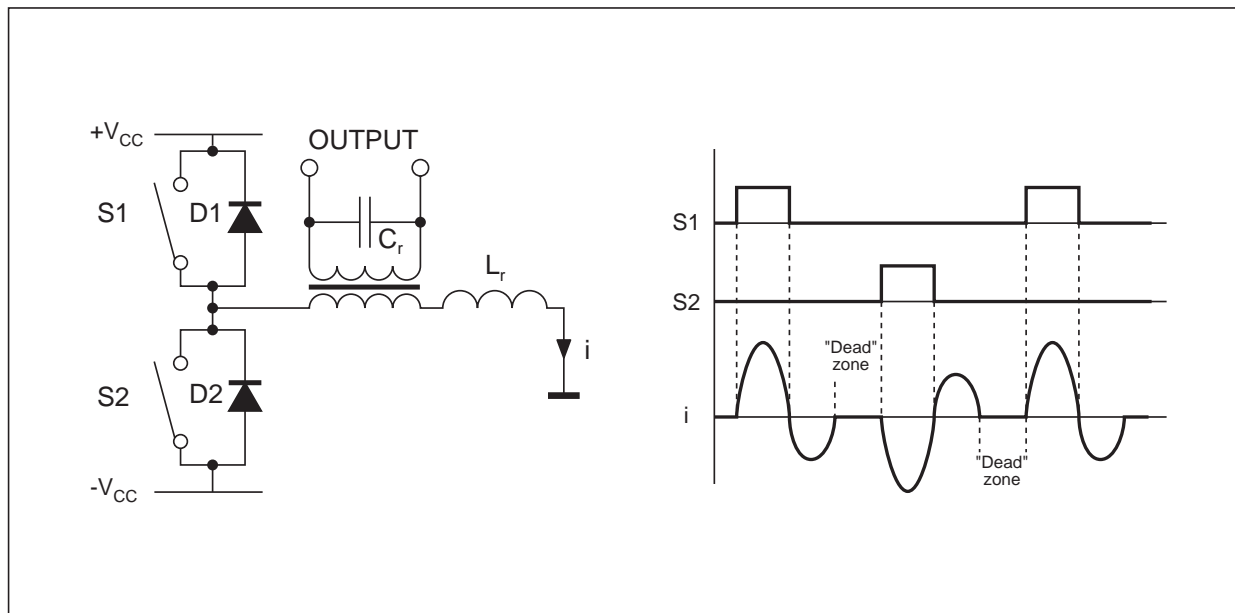 +VCC
OUTPUT
S1
D1
Cr
Lr
i
S2
D2
-VCC
S1
S2
"Dead"
zone
i
"Dead"
zone